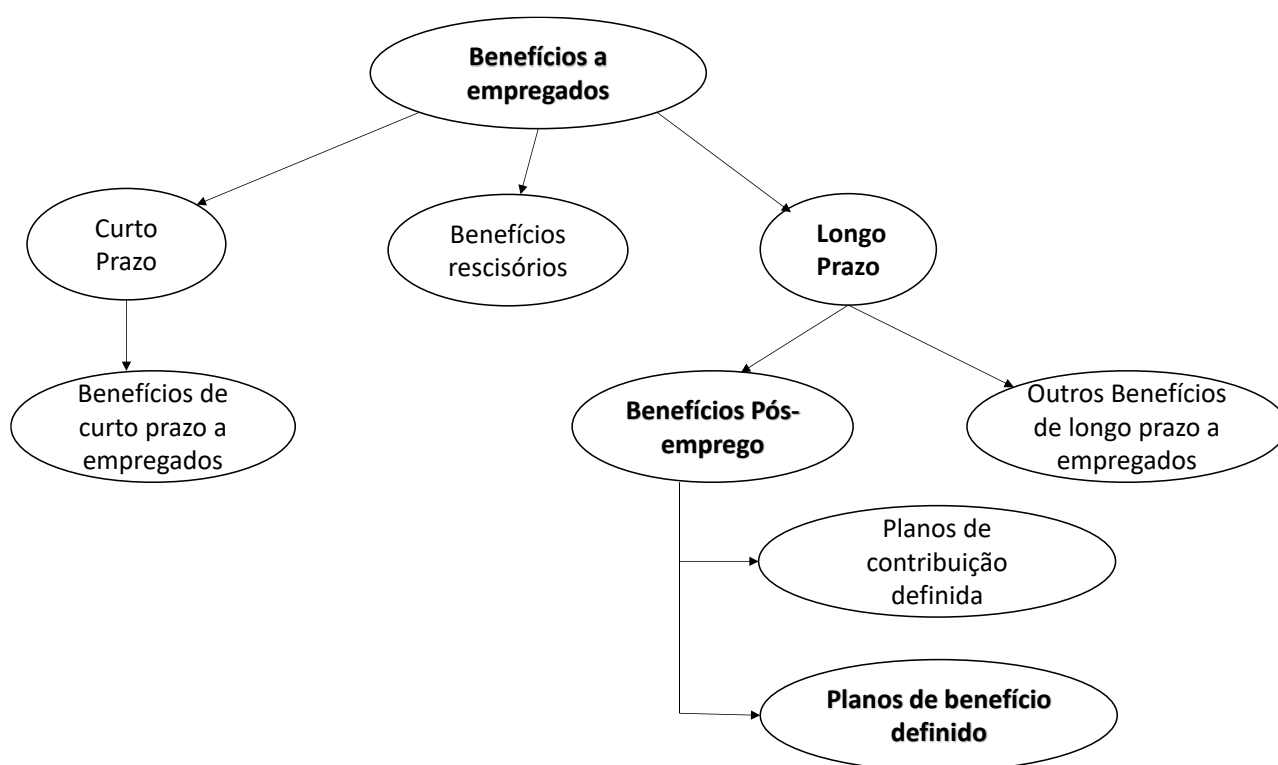 Benefícios a
empregados
Curto
Prazo
Benefícios
rescisórios
Longo
Prazo
Benefícios de
curto prazo a
empregados
Benefícios Pós-
emprego
Outros Benefícios
de longo prazo a
empregados
Planos de
contribuição
definida
Planos de benefício
definido